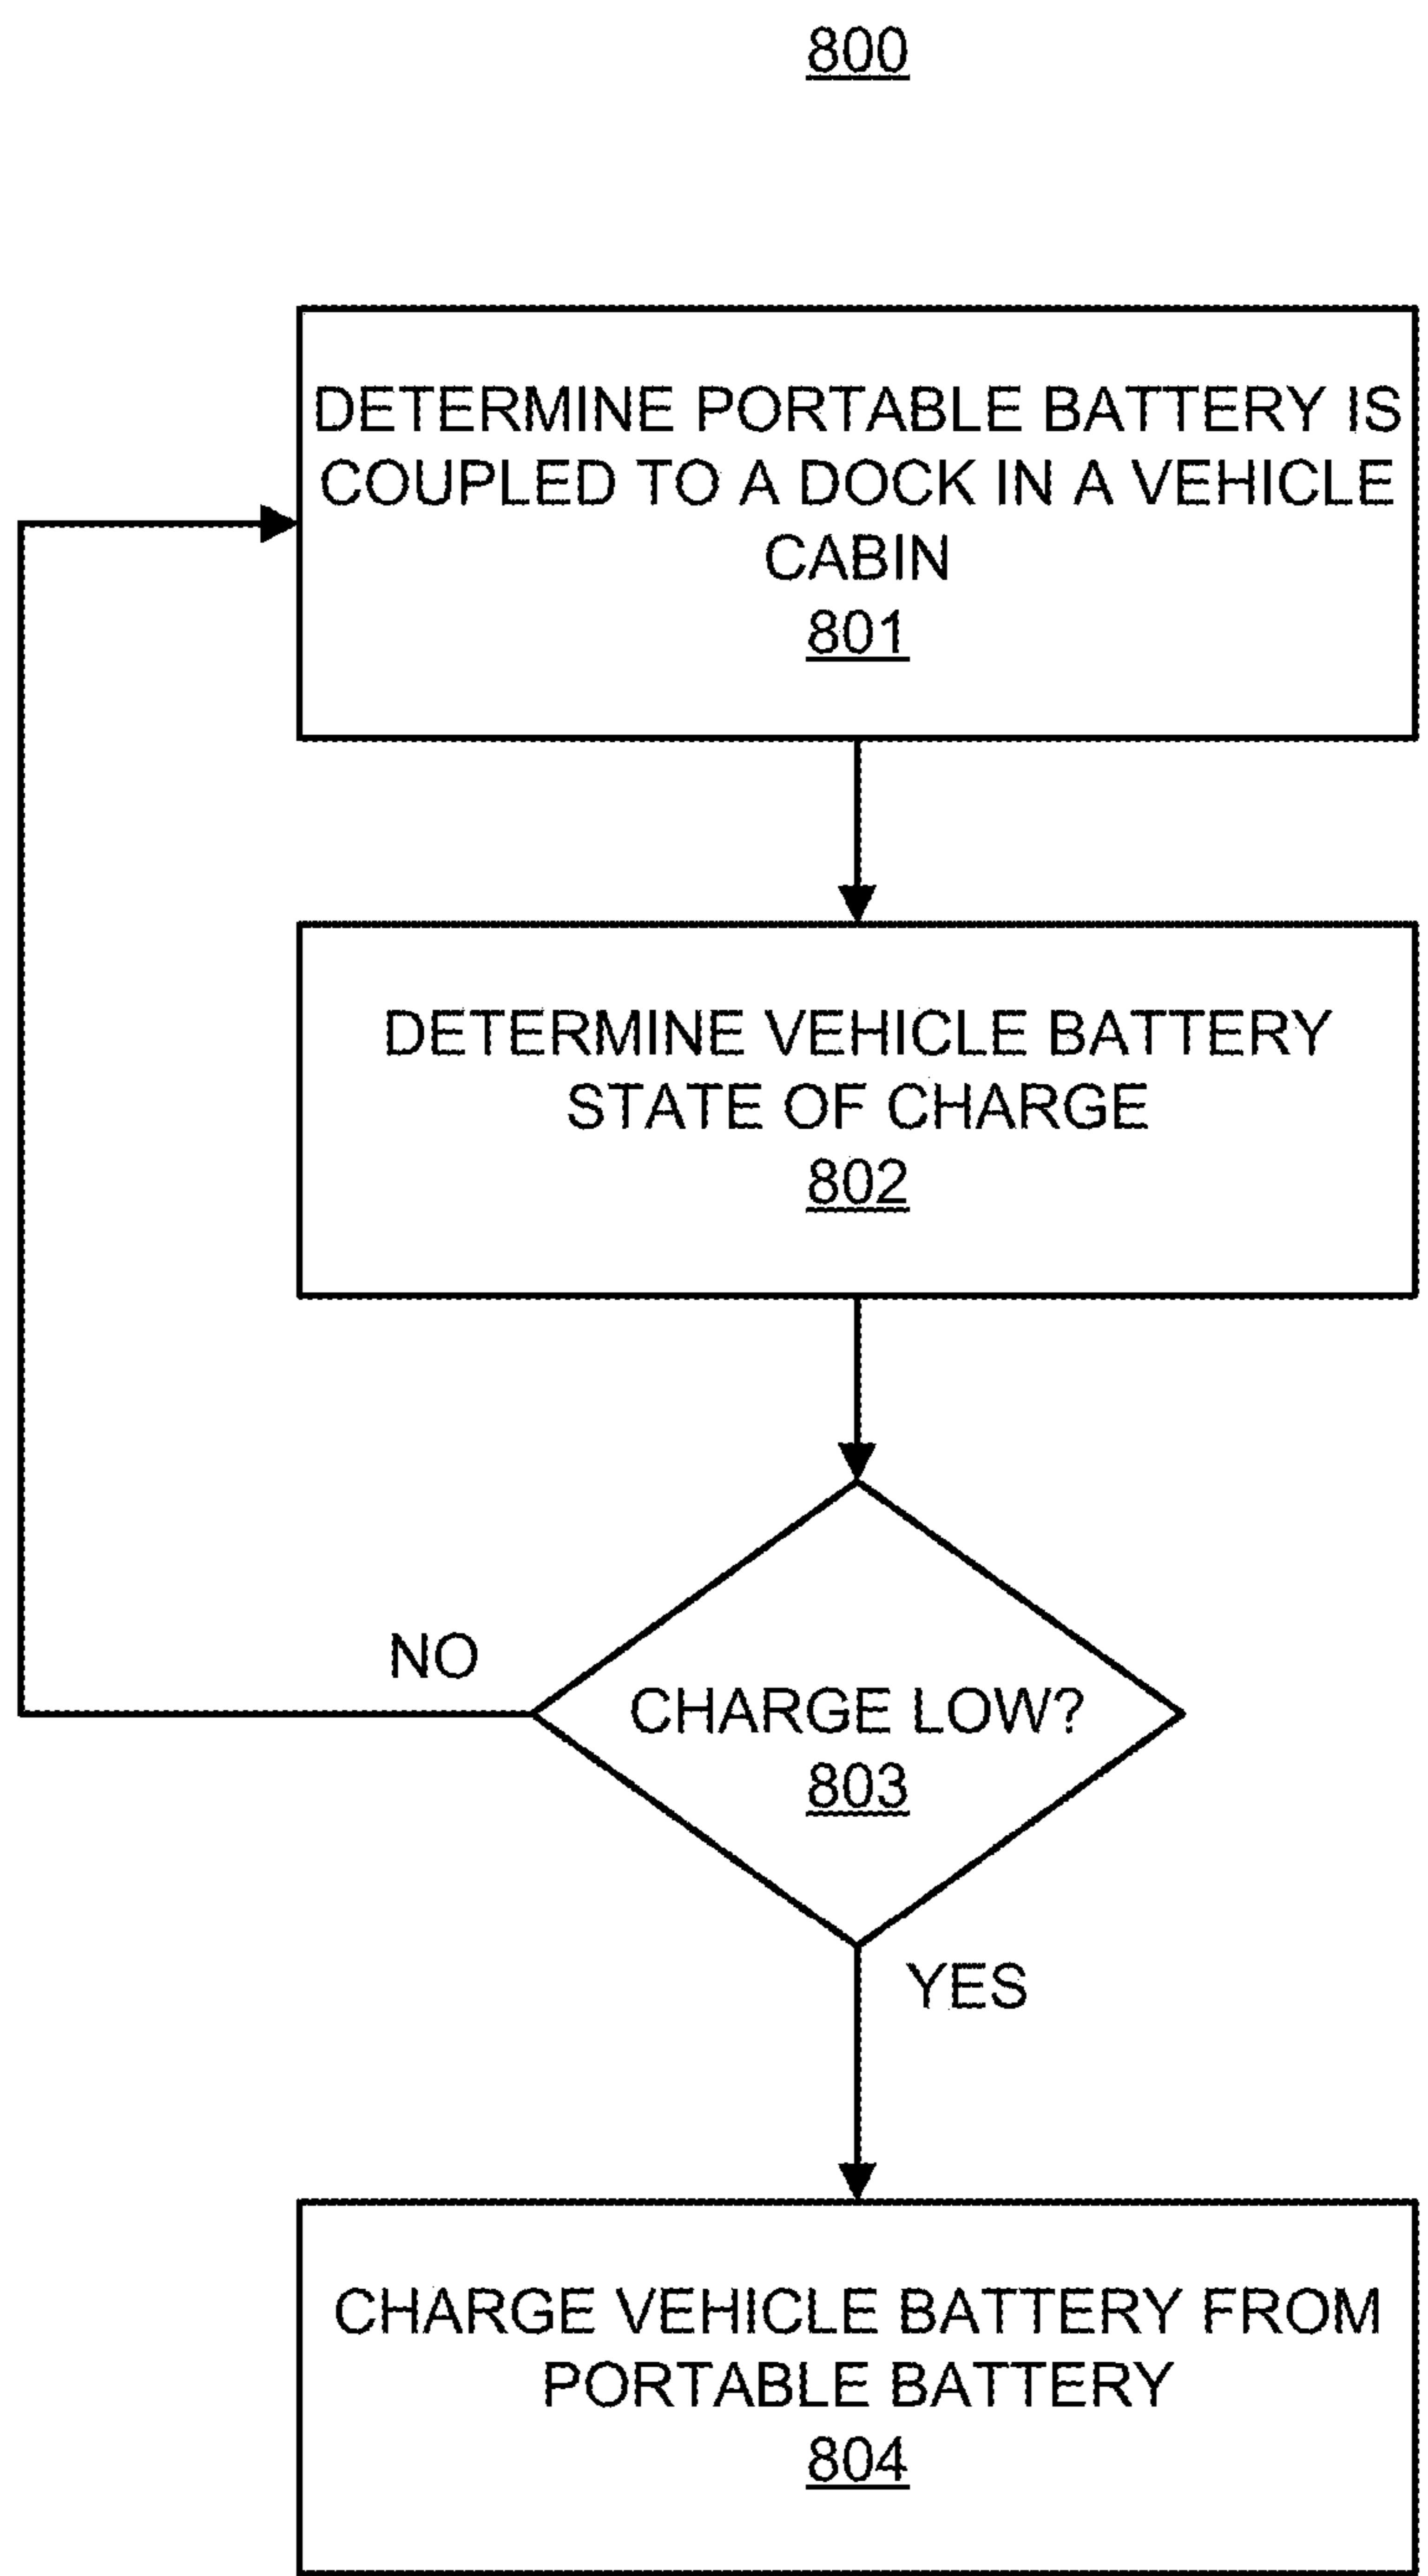 800
DETERMINE PORTABLE BATTERY IS
COUPLED TO A DOCK IN A VEHICLE
CABIN
801
DETERMINE VEHICLE BATTERY
STATE OF CHARGE
802
NO
CHARGE LOW?
803
YES
CHARGE VEHICLE BATTERY FROM
PORTABLE BATTERY
804